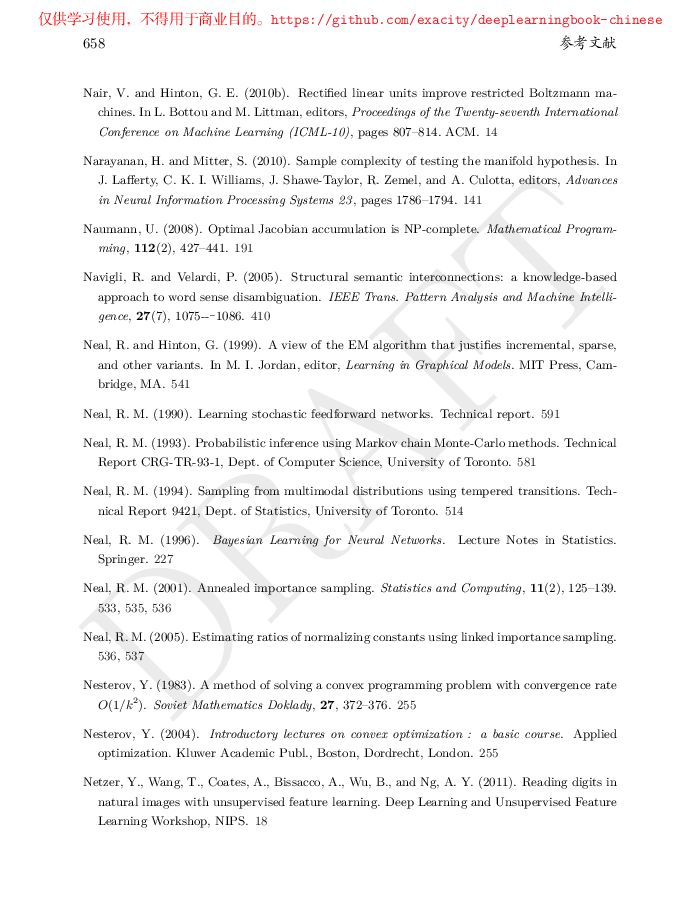 仅供学习使用，不得用于商业目的。https://github.com/exacity/deeplearningbook-chinese
658 参考文献
Nair, V. and Hinton, G. E. (2010b). Rectified linear units improve restricted Boltzmann ma-
chines. In L. Bottou and M. Littman, editors, Proceedings of the Twenty-seventh International
Conference on Machine Learning (ICML-10), pages 807–814. ACM. 14
Narayanan, H. and Mitter, S. (2010). Sample complexity of testing the manifold hypothesis. In
J. Lafferty, C. K. I. Williams, J. Shawe-Taylor, R. Zemel, and A. Culotta, editors, Advances
in Neural Information Processing Systems 23, pages 1786–1794. 141
Naumann, U. (2008). Optimal Jacobian accumulation is NP-complete. Mathematical Program-
ming, 112(2), 427–441. 191
Navigli, R. and Velardi, P. (2005). Structural semantic interconnections: a knowledge-based
approach to word sense disambiguation. IEEE Trans. Pattern Analysis and Machine Intelli-
gence, 27(7), 1075--–1086. 410
Neal, R. and Hinton, G. (1999). A view of the EM algorithm that justifies incremental, sparse,
and other variants. In M. I. Jordan, editor, Learning in Graphical Models. MIT Press, Cam-
bridge, MA. 541
Neal, R. M. (1990). Learning stochastic feedforward networks. Technical report. 591
Neal, R. M. (1993). Probabilistic inference using Markov chain Monte-Carlo methods. Technical
Report CRG-TR-93-1, Dept. of Computer Science, University of Toronto. 581
Neal, R. M. (1994). Sampling from multimodal distributions using tempered transitions. Tech-
nical Report 9421, Dept. of Statistics, University of Toronto. 514
Neal, R. M. (1996). Bayesian Learning for Neural Networks. Lecture Notes in Statistics.
Springer. 227
Neal, R. M. (2001). Annealed importance sampling. Statistics and Computing, 11(2), 125–139.
533, 535, 536
Neal, R. M. (2005). Estimating ratios of normalizing constants using linked importance sampling.
536, 537
Nesterov, Y. (1983). A method of solving a convex programming problem with convergence rate
O(1/k²). Soviet Mathematics Doklady, 27, 372–376. 255
Nesterov, Y. (2004). Introductory lectures on convex optimization : a basic course. Applied
optimization. Kluwer Academic Publ., Boston, Dordrecht, London. 255
Netzer, Y., Wang, T., Coates, A., Bissacco, A., Wu, B., and Ng, A. Y. (2011). Reading digits in
natural images with unsupervised feature learning. Deep Learning and Unsupervised Feature
Learning Workshop, NIPS. 18
DRAFT